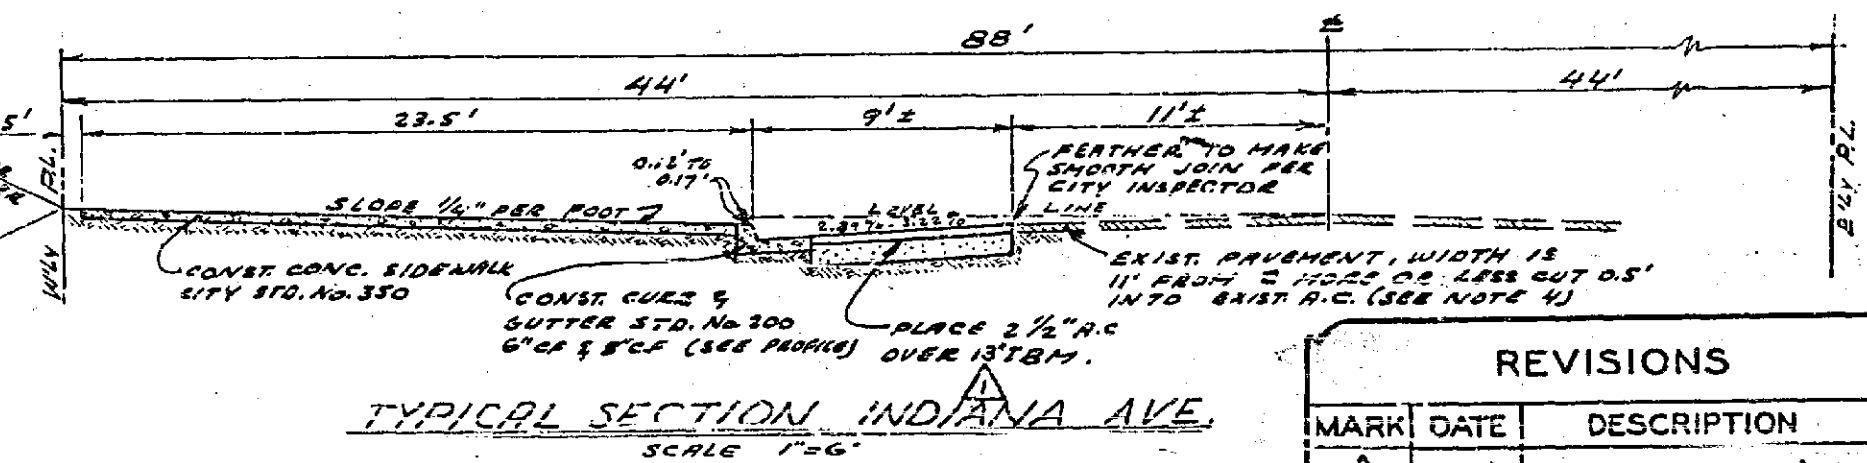 88'
44'
44'
5'
23.5'
9'±
11'±
0.12' TO
0.17'
FEATHER TO MAKE
SMOOTH JOIN PER
CITY INSPECTOR
P.L.
W'LY
E'LY P.L.
SLOPE 1/4" PER FOOT
LEVEL LINE
CONST. CONC. SIDEWALK
CITY STD. No. 350
CONST. CURB &
GUTTER STD. No 200
6" CF & 8" CF (SEE PROFILE)
PLACE 2 1/2" A.C
OVER 13" TBM.
EXIST. PAVEMENT, WIDTH IS
11' FROM ℄ MORE OR LESS CUT 0.5'
INTO EXIST. A.C. (SEE NOTE 4)
1
TYPICAL SECTION INDIANA AVE.
SCALE 1"=6'
REVISIONS
MARK DATE DESCRIPTION